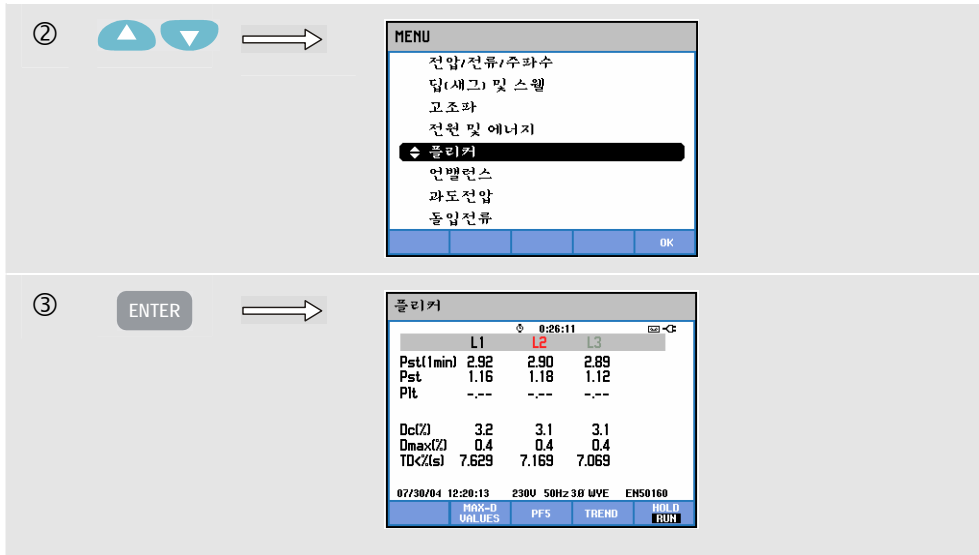 ②
MENU
전압/전류/주파수
딥(새그) 및 스웰
고조파
전원 및 에너지
플리커
언밸런스
과도전압
돌입전류
OK
③ ENTER
플리커
0:26:11
L1 L2 L3
Pst(1min) 2.92 2.90 2.89
Pst 1.16 1.18 1.12
Plt -.-- -.-- -.--
Dc(%) 3.2 3.1 3.1
Dmax(%) 0.4 0.4 0.4
TD<%(s) 7.629 7.169 7.069
07/30/04 12:20:13 230V 50Hz 3Ø WYE EN50160
MAX-D VALUES PF5 TREND HOLD RUN